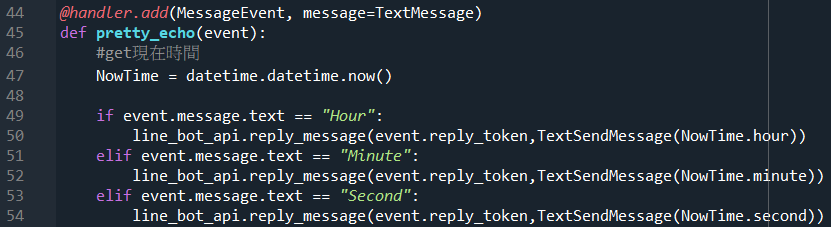 44 @handler.add(MessageEvent, message=TextMessage)
45 def pretty_echo(event):
46     #get現在時間
47     NowTime = datetime.datetime.now()
48
49     if event.message.text == "Hour":
50         line_bot_api.reply_message(event.reply_token,TextSendMessage(NowTime.hour))
51     elif event.message.text == "Minute":
52         line_bot_api.reply_message(event.reply_token,TextSendMessage(NowTime.minute))
53     elif event.message.text == "Second":
54         line_bot_api.reply_message(event.reply_token,TextSendMessage(NowTime.second))